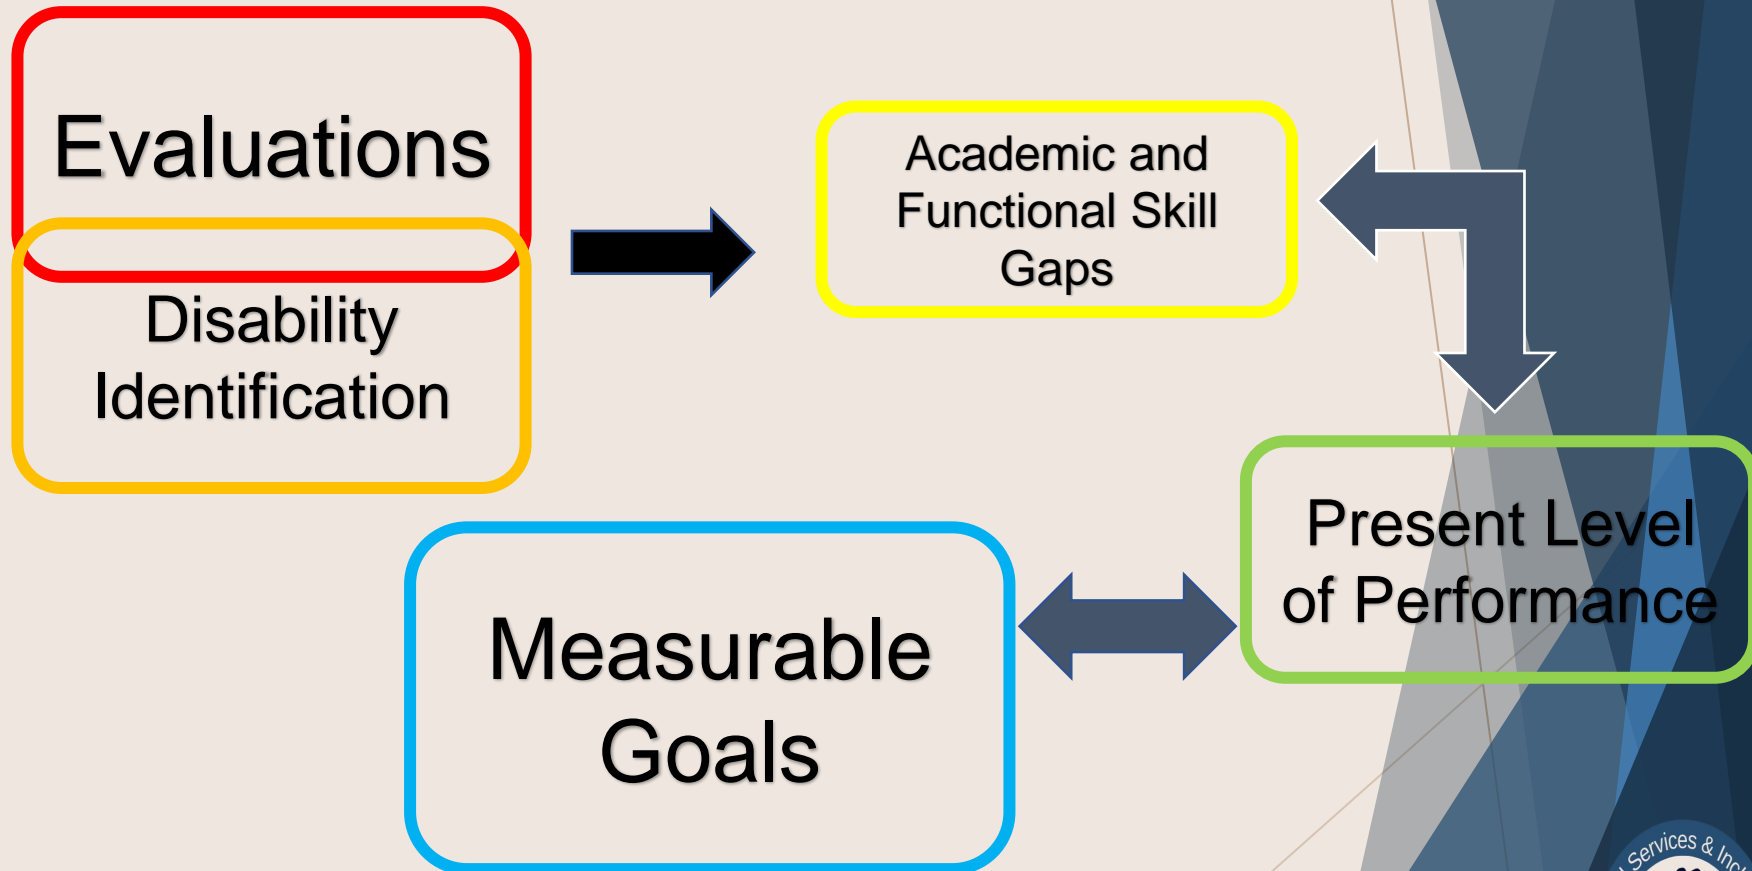 Evaluations
Disability
Identification
Academic and
Functional Skill
Gaps
Present Level
of Performance
Measurable
Goals
Services &